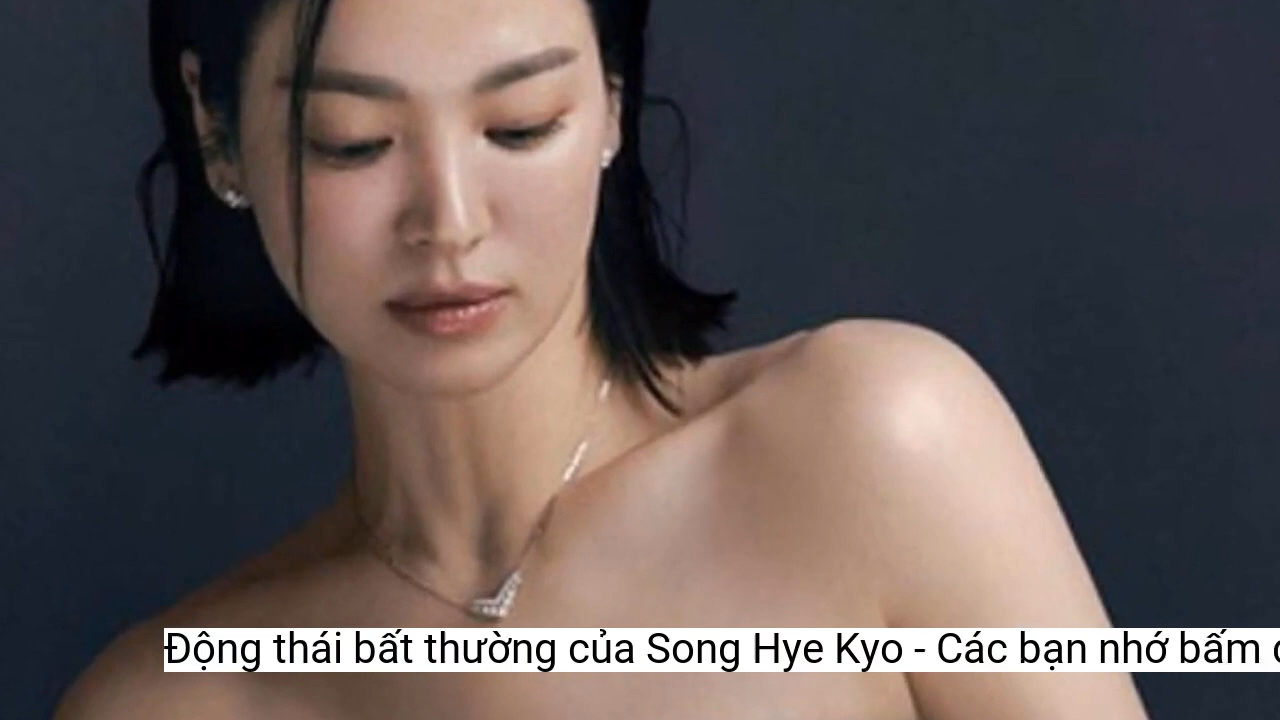 Động thái bất thường của Song Hye Kyo - Các bạn nhớ bấm